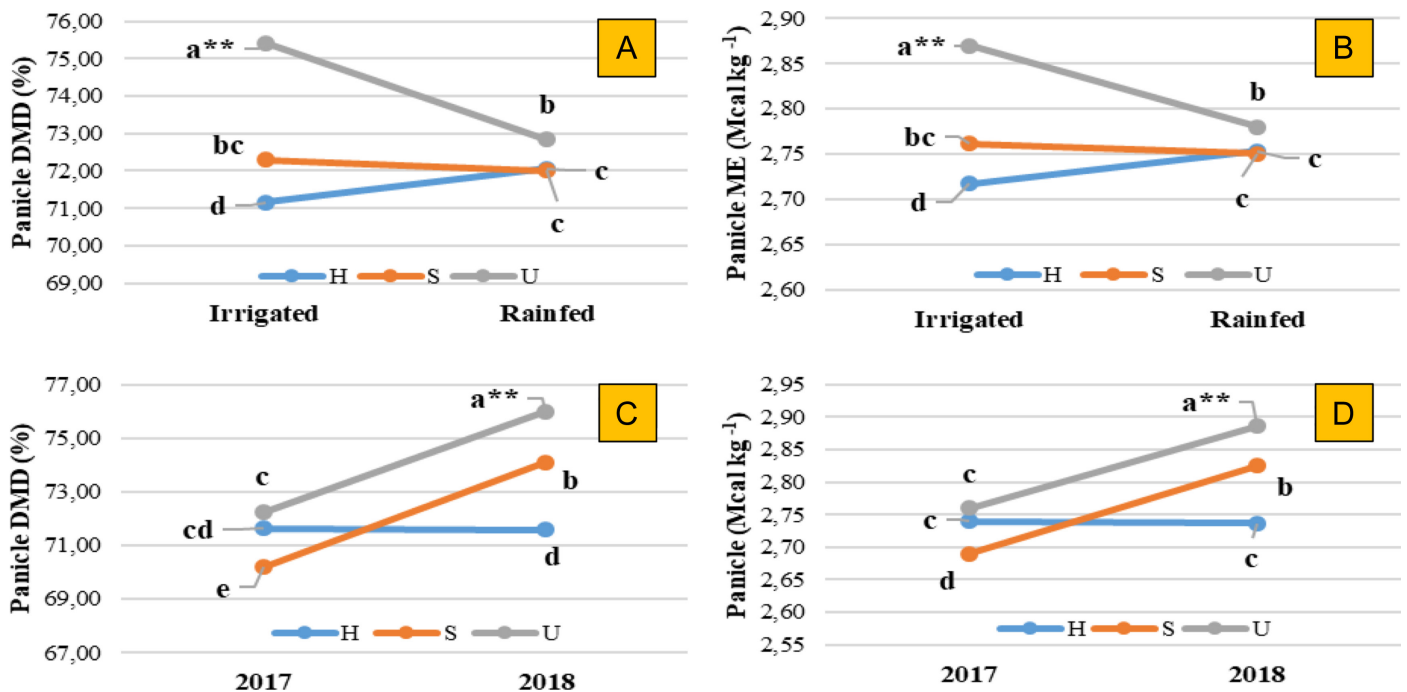 A
Panicle DMD (%)
76,00
75,00
74,00
73,00
72,00
71,00
70,00
69,00
a**
b
bc
c
d
c
H S U
Irrigated Rainfed
B
Panicle ME (Mcal kg-1)
2,90
2,85
2,80
2,75
2,70
2,65
2,60
a**
b
bc
c
d
c
H S U
Irrigated Rainfed
C
Panicle DMD (%)
77,00
75,00
73,00
71,00
69,00
67,00
a**
c
b
cd
d
e
H S U
2017 2018
D
Panicle (Mcal kg-1)
2,95
2,90
2,85
2,80
2,75
2,70
2,65
2,60
2,55
a**
c
b
c
c
d
H S U
2017 2018